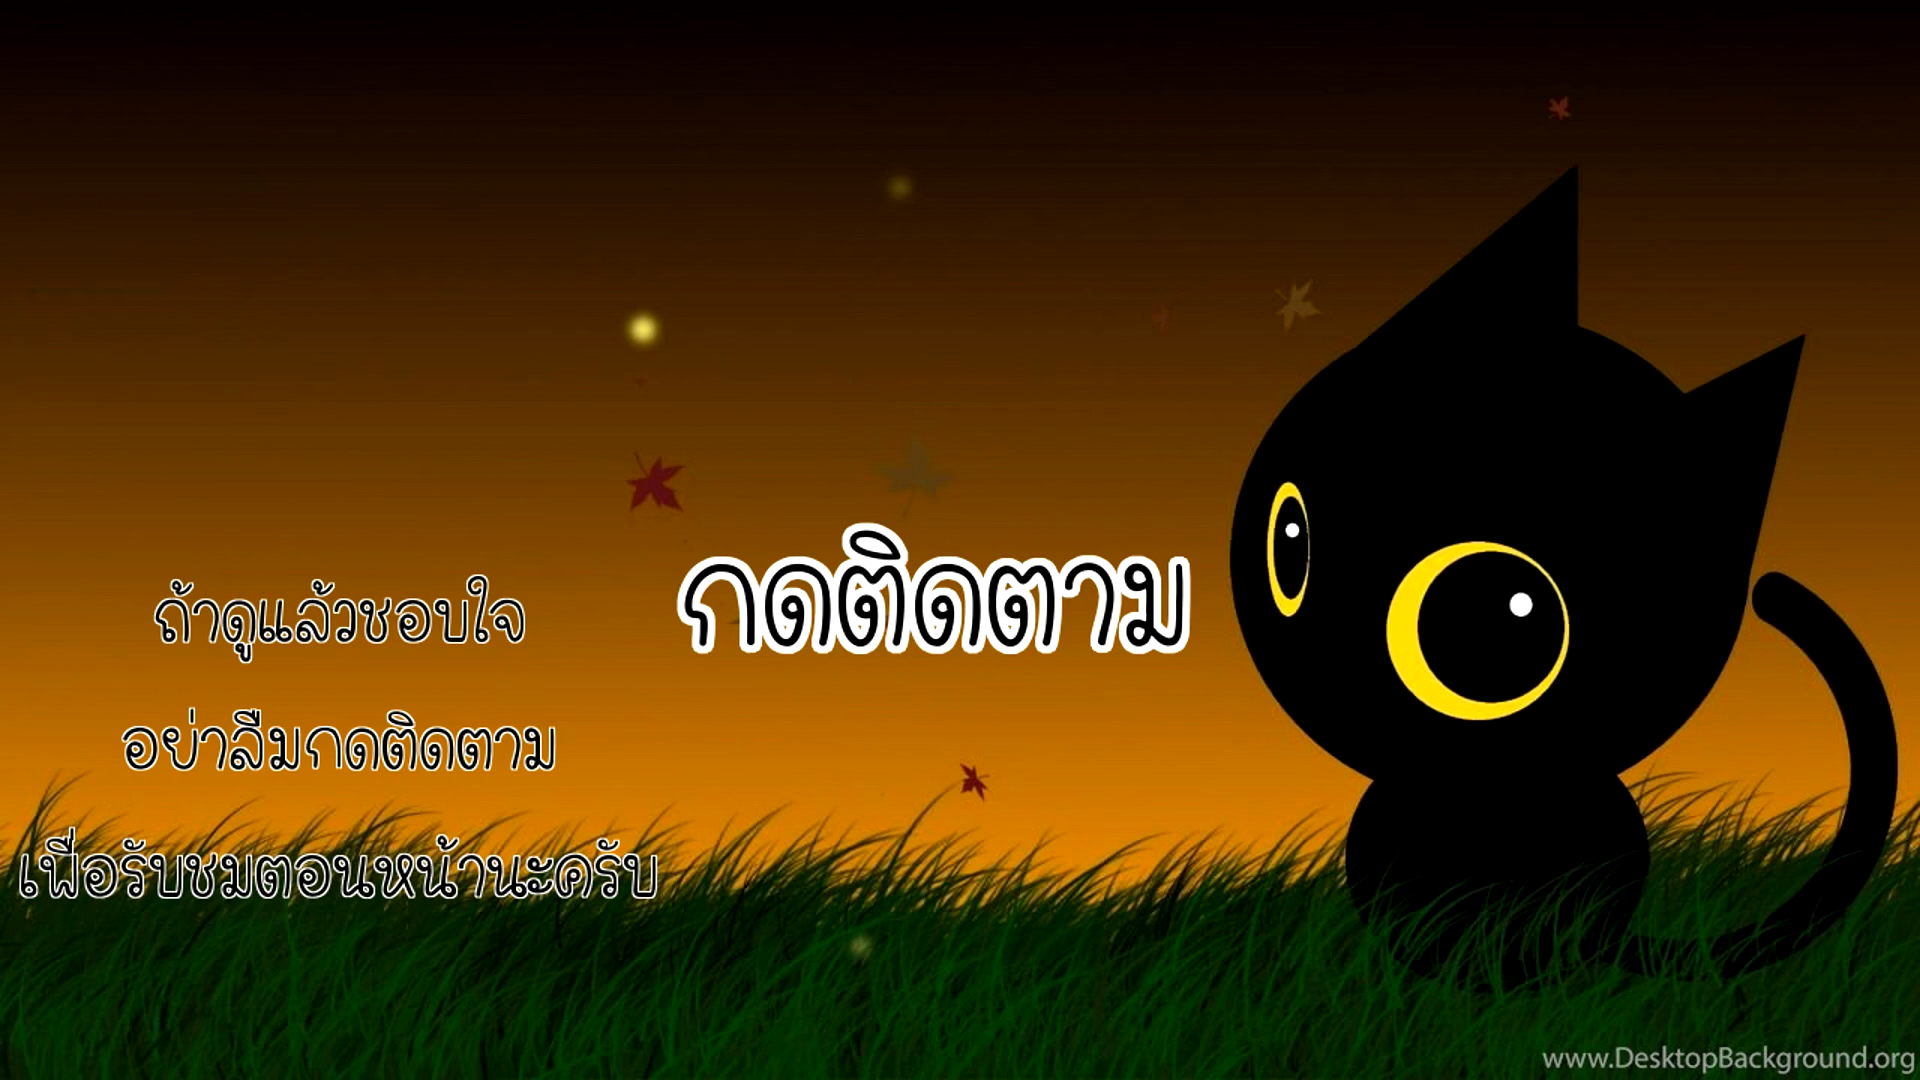 กดติดตาม
ถ้าดูแล้วชอบใจ
อย่าลืมกดติดตาม
เพื่อรับชมตอนหน้านะครับ
www.DesktopBackground.org